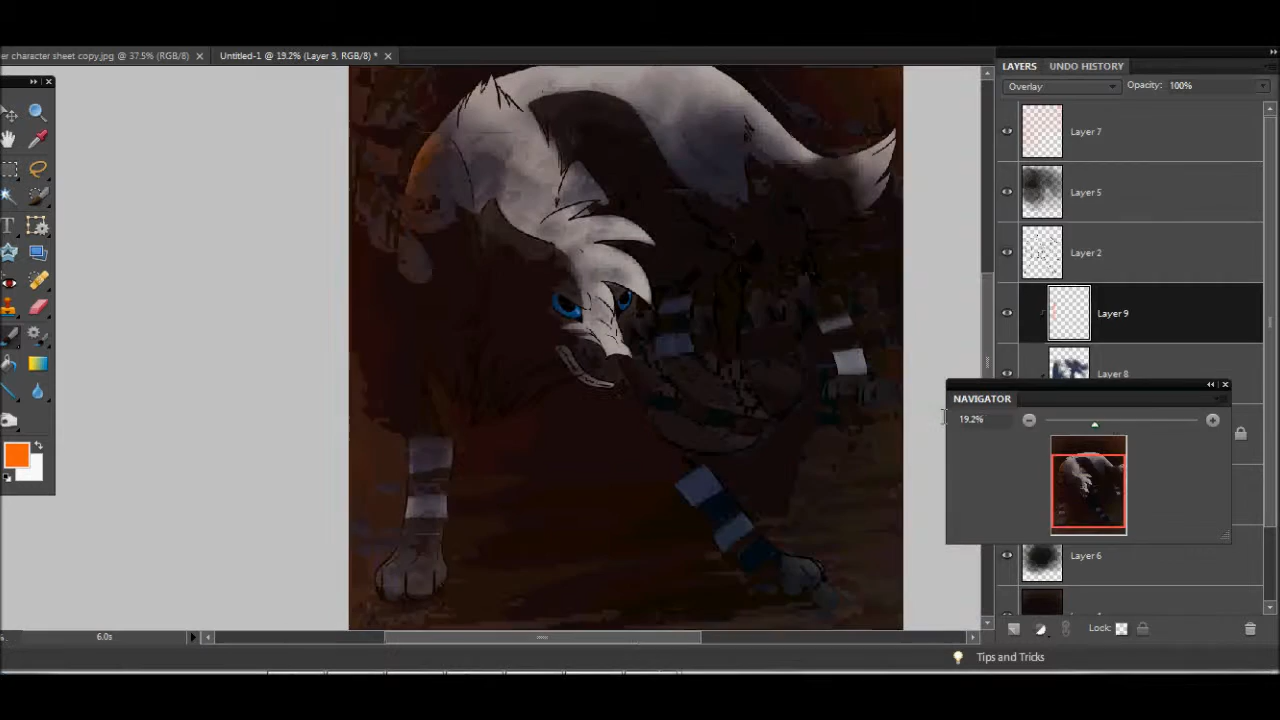 er character sheet copy.jpg @ 37.5% (RGB/8)
Untitled-1 @ 19.2% (Layer 9, RGB/8) *
LAYERS UNDO HISTORY
Overlay Opacity: 100%
Layer 7
Layer 5
Layer 2
Layer 9
Layer 8
NAVIGATOR
19.2%
Layer 6
6.0s
Lock:
Tips and Tricks